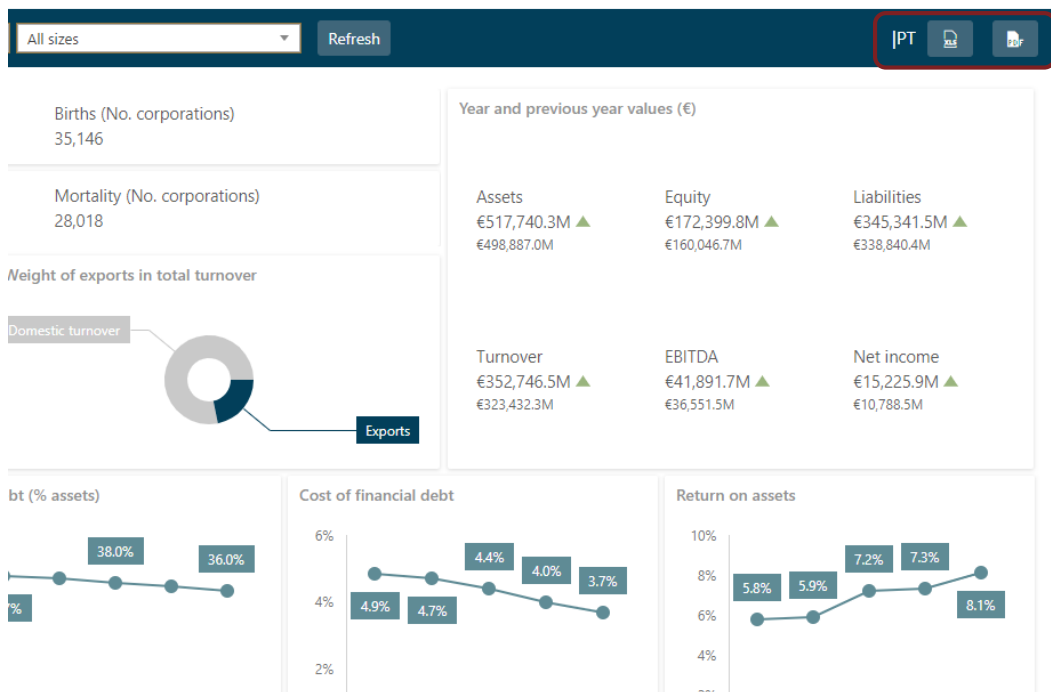 All sizes
Refresh
|PT
XLS
PDF
Births (No. corporations)
35,146
Mortality (No. corporations)
28,018
Weight of exports in total turnover
Domestic turnover
Exports
Year and previous year values (€)
Assets
€517,740.3M
€498,887.0M
Equity
€172,399.8M
€160,046.7M
Liabilities
€345,341.5M
€338,840.4M
Turnover
€352,746.5M
€323,432.3M
EBITDA
€41,891.7M
€36,551.5M
Net income
€15,225.9M
€10,788.5M
bt (% assets)
38.0%
36.0%
7%
Cost of financial debt
6%
4%
2%
4.9%
4.7%
4.4%
4.0%
3.7%
Return on assets
10%
8%
6%
4%
5.8%
5.9%
7.2%
7.3%
8.1%